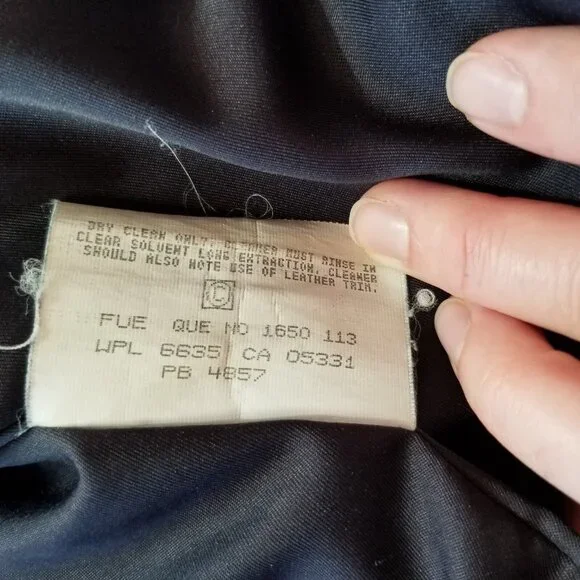 DRY CLEAN ONLY. CLEANER MUST RINSE IN
CLEAR SOLVENT LONG EXTRACTION. CLEANER
SHOULD ALSO NOTE USE OF LEATHER TRIM.
C
FUE QUE NO 1650 113
WPL 6635 CA 05331
PB 4857